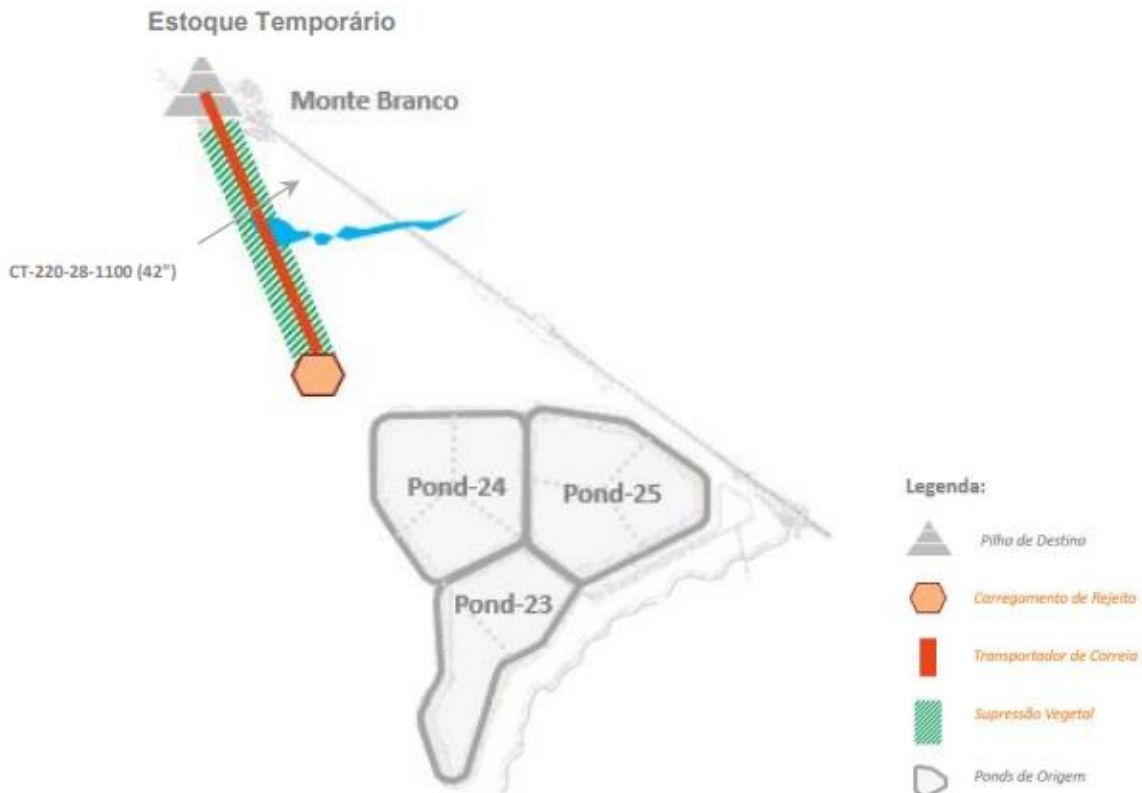 Estoque Temporário
Monte Branco
CT-220-28-1100 (42")
Pond-24
Pond-25
Pond-23
Legenda:
Pilha de Destino
Carregamento de Rejeito
Transportador de Correia
Supressão Vegetal
Ponds de Origem